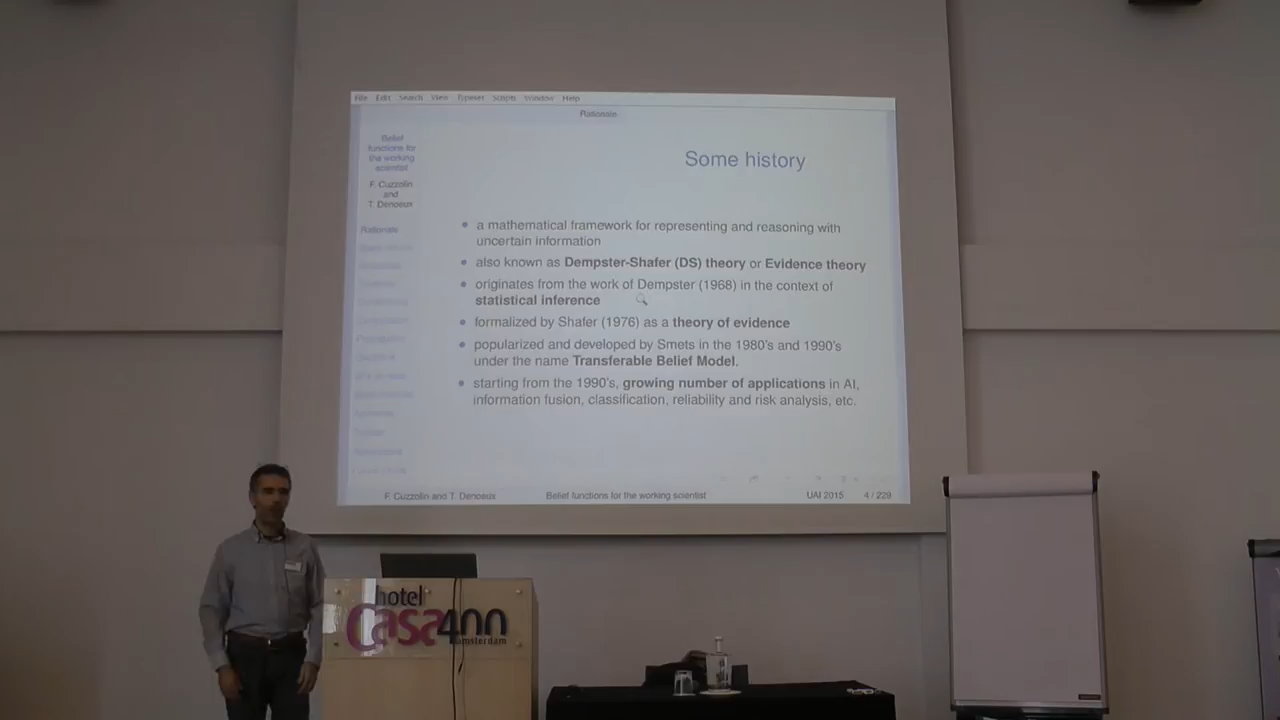 File Edit Search View Typeset Scripts Window Help
Rationale
Belief
functions for
the working
scientist
F. Cuzzolin
and
T. Denoeux
Rationale
Some history
a mathematical framework for representing and reasoning with
uncertain information
also known as Dempster-Shafer (DS) theory or Evidence theory
originates from the work of Dempster (1968) in the context of
statistical inference
formalized by Shafer (1976) as a theory of evidence
popularized and developed by Smets in the 1980's and 1990's
under the name Transferable Belief Model.
starting from the 1990's, growing number of applications in AI,
information fusion, classification, reliability and risk analysis, etc.
F. Cuzzolin and T. Denoeux Belief functions for the working scientist UAI 2015 4 / 229
hotel
Casa400
amsterdam